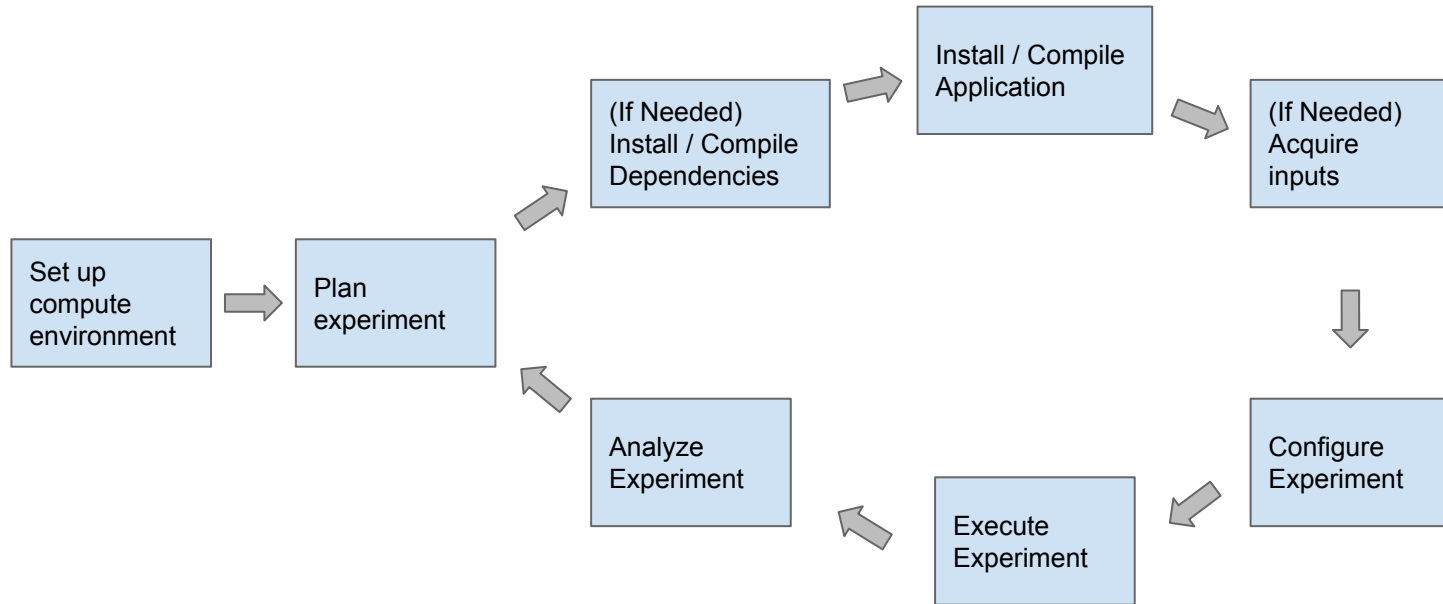 Set up
compute
environment
Plan
experiment
(If Needed)
Install / Compile
Dependencies
Install / Compile
Application
(If Needed)
Acquire
inputs
Configure
Experiment
Execute
Experiment
Analyze
Experiment